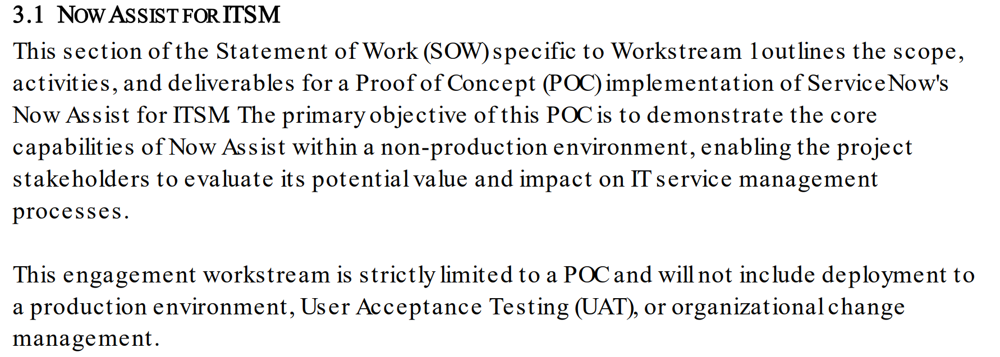 3.1 NOW ASSIST FOR ITSM
This section of the Statement of Work (SOW) specific to Workstream 1 outlines the scope,
activities, and deliverables for a Proof of Concept (POC) implementation of ServiceNow's
Now Assist for ITSM. The primary objective of this POC is to demonstrate the core
capabilities of Now Assist within a non-production environment, enabling the project
stakeholders to evaluate its potential value and impact on IT service management
processes.
This engagement workstream is strictly limited to a POC and will not include deployment to
a production environment, User Acceptance Testing (UAT), or organizational change
management.